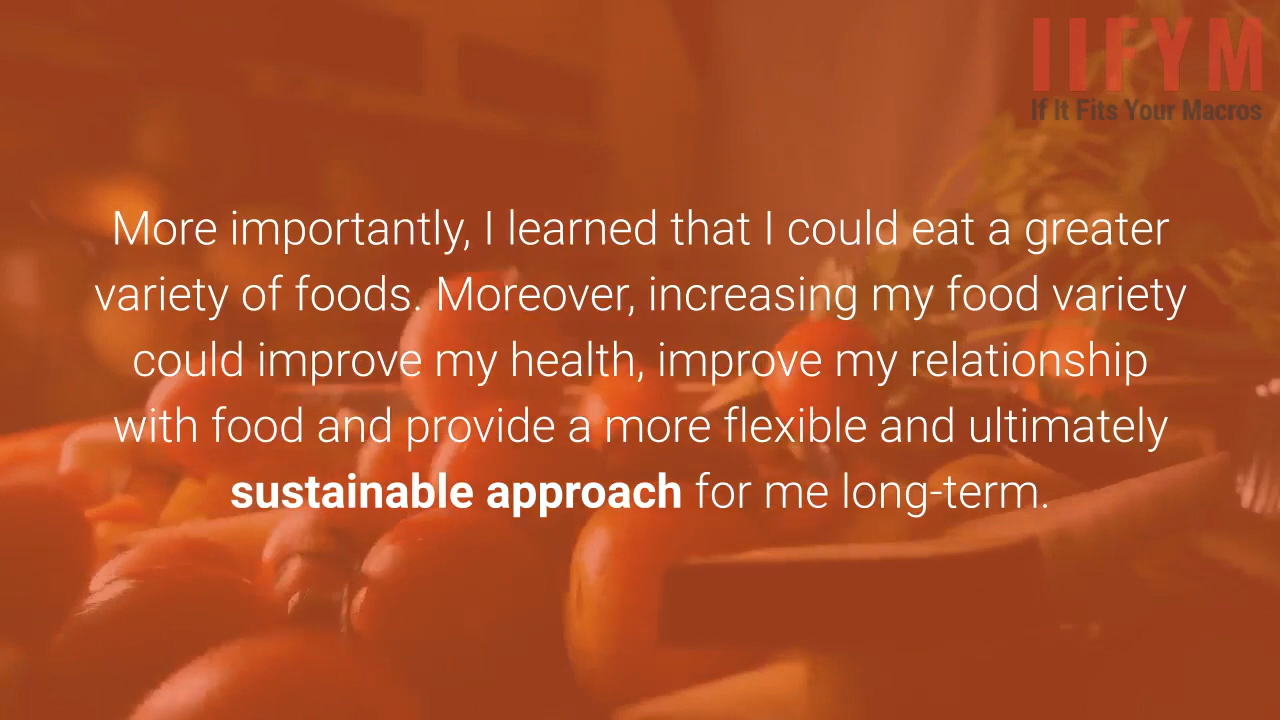 IIFYM
If It Fits Your Macros
More importantly, I learned that I could eat a greater
variety of foods. Moreover, increasing my food variety
could improve my health, improve my relationship
with food and provide a more flexible and ultimately
sustainable approach for me long-term.